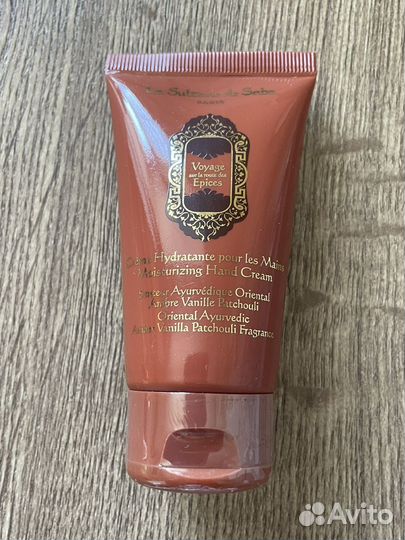 La Sultane de Saba
PARIS
Voyage
sur la route des
Épices
Crème Hydratante pour les Mains
Moisturizing Hand Cream
Senteur Ayurvédique Oriental
Ambre Vanille Patchouli
Oriental Ayurvedic
Amber Vanilla Patchouli Fragrance
Avito